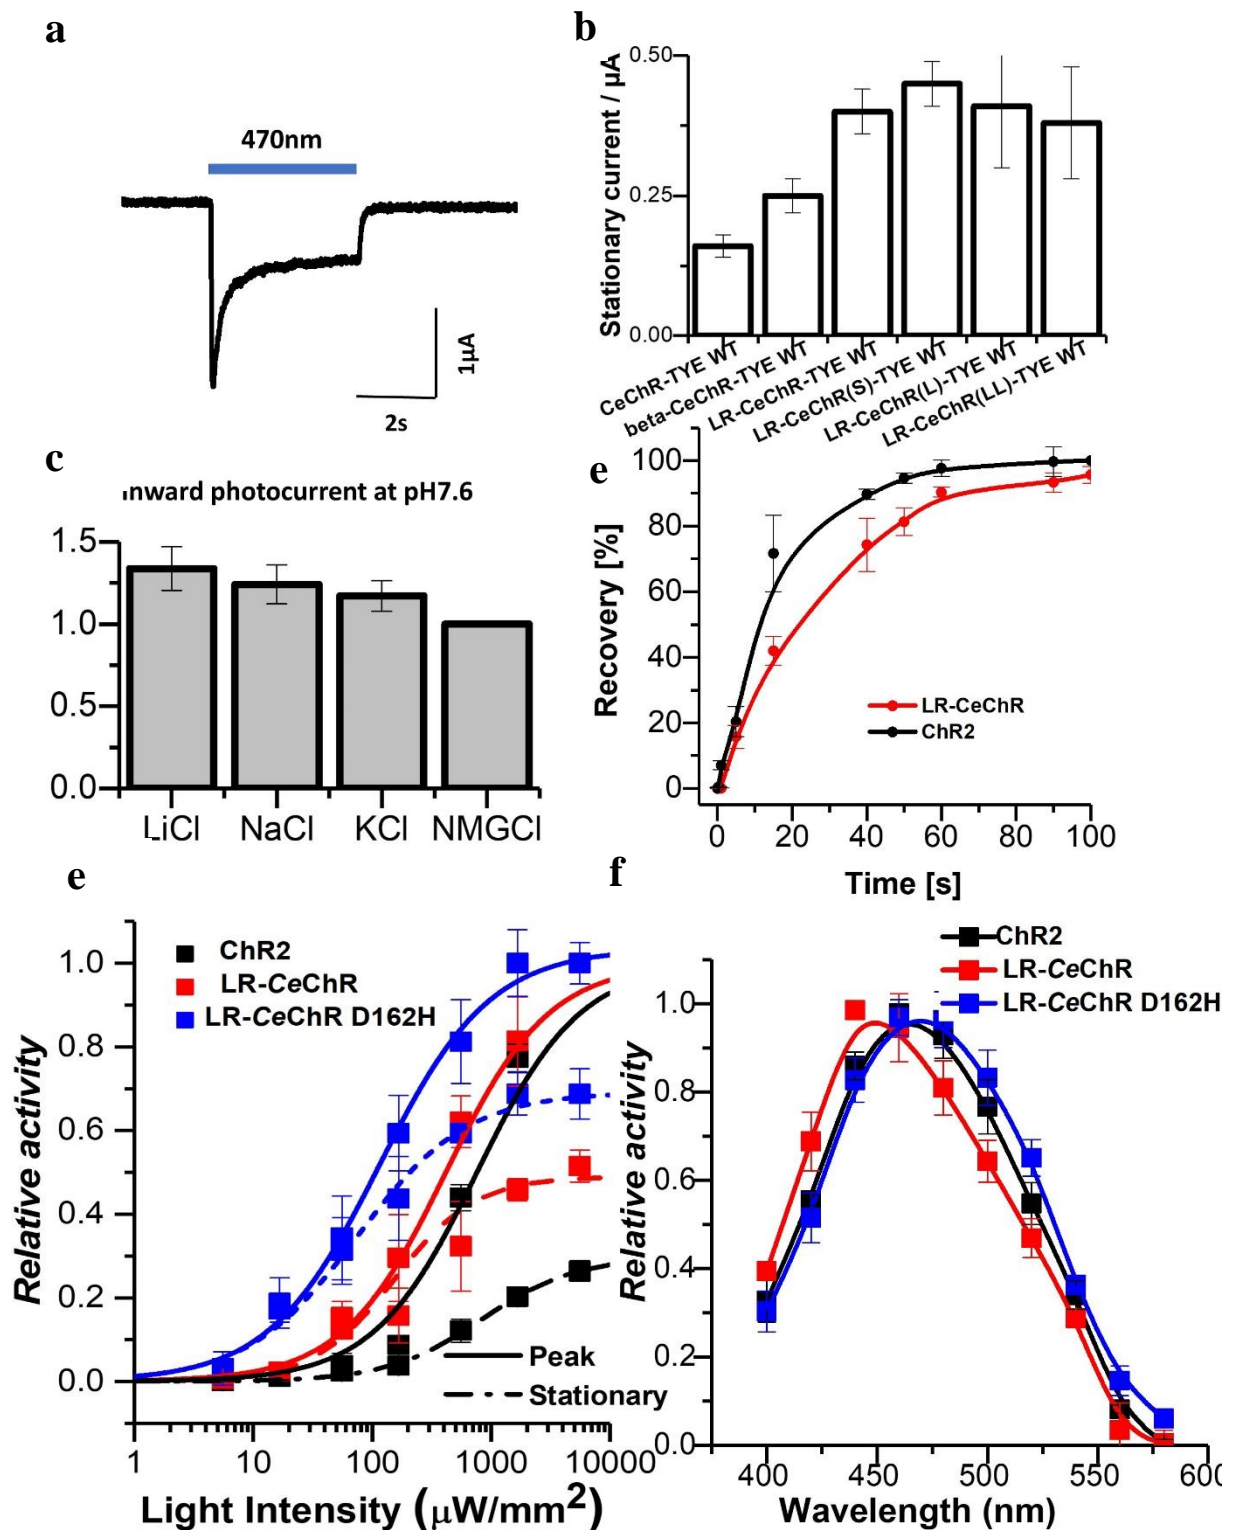 a
470nm
1µA
2s
b
Stationary current / µA
0.50
0.25
0.00
CeChR-TYE WT
beta-CeChR-TYE WT
LR-CeChR-TYE WT
LR-CeChR(S)-TYE WT
LR-CeChR(L)-TYE WT
LR-CeChR(LL)-TYE WT
c
Inward photocurrent at pH7.6
1.5
1.0
0.5
0.0
LiCl
NaCl
KCl
NMGCl
e
Recovery [%]
100
80
60
40
20
0
LR-CeChR
ChR2
0
20
40
60
80
100
Time [s]
e
Relative activity
1.0
0.8
0.6
0.4
0.2
0.0
ChR2
LR-CeChR
LR-CeChR D162H
Peak
Stationary
1
10
100
1000
10000
Light Intensity (µW/mm²)
f
Relative activity
1.0
0.8
0.6
0.4
0.2
0.0
ChR2
LR-CeChR
LR-CeChR D162H
400
450
500
550
600
Wavelength (nm)